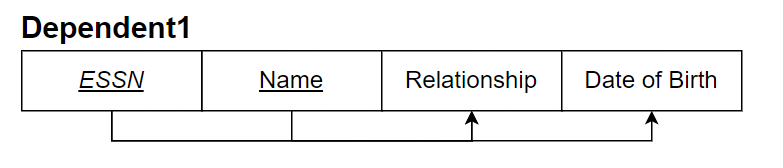 Dependent1
ESSN Name Relationship Date of Birth